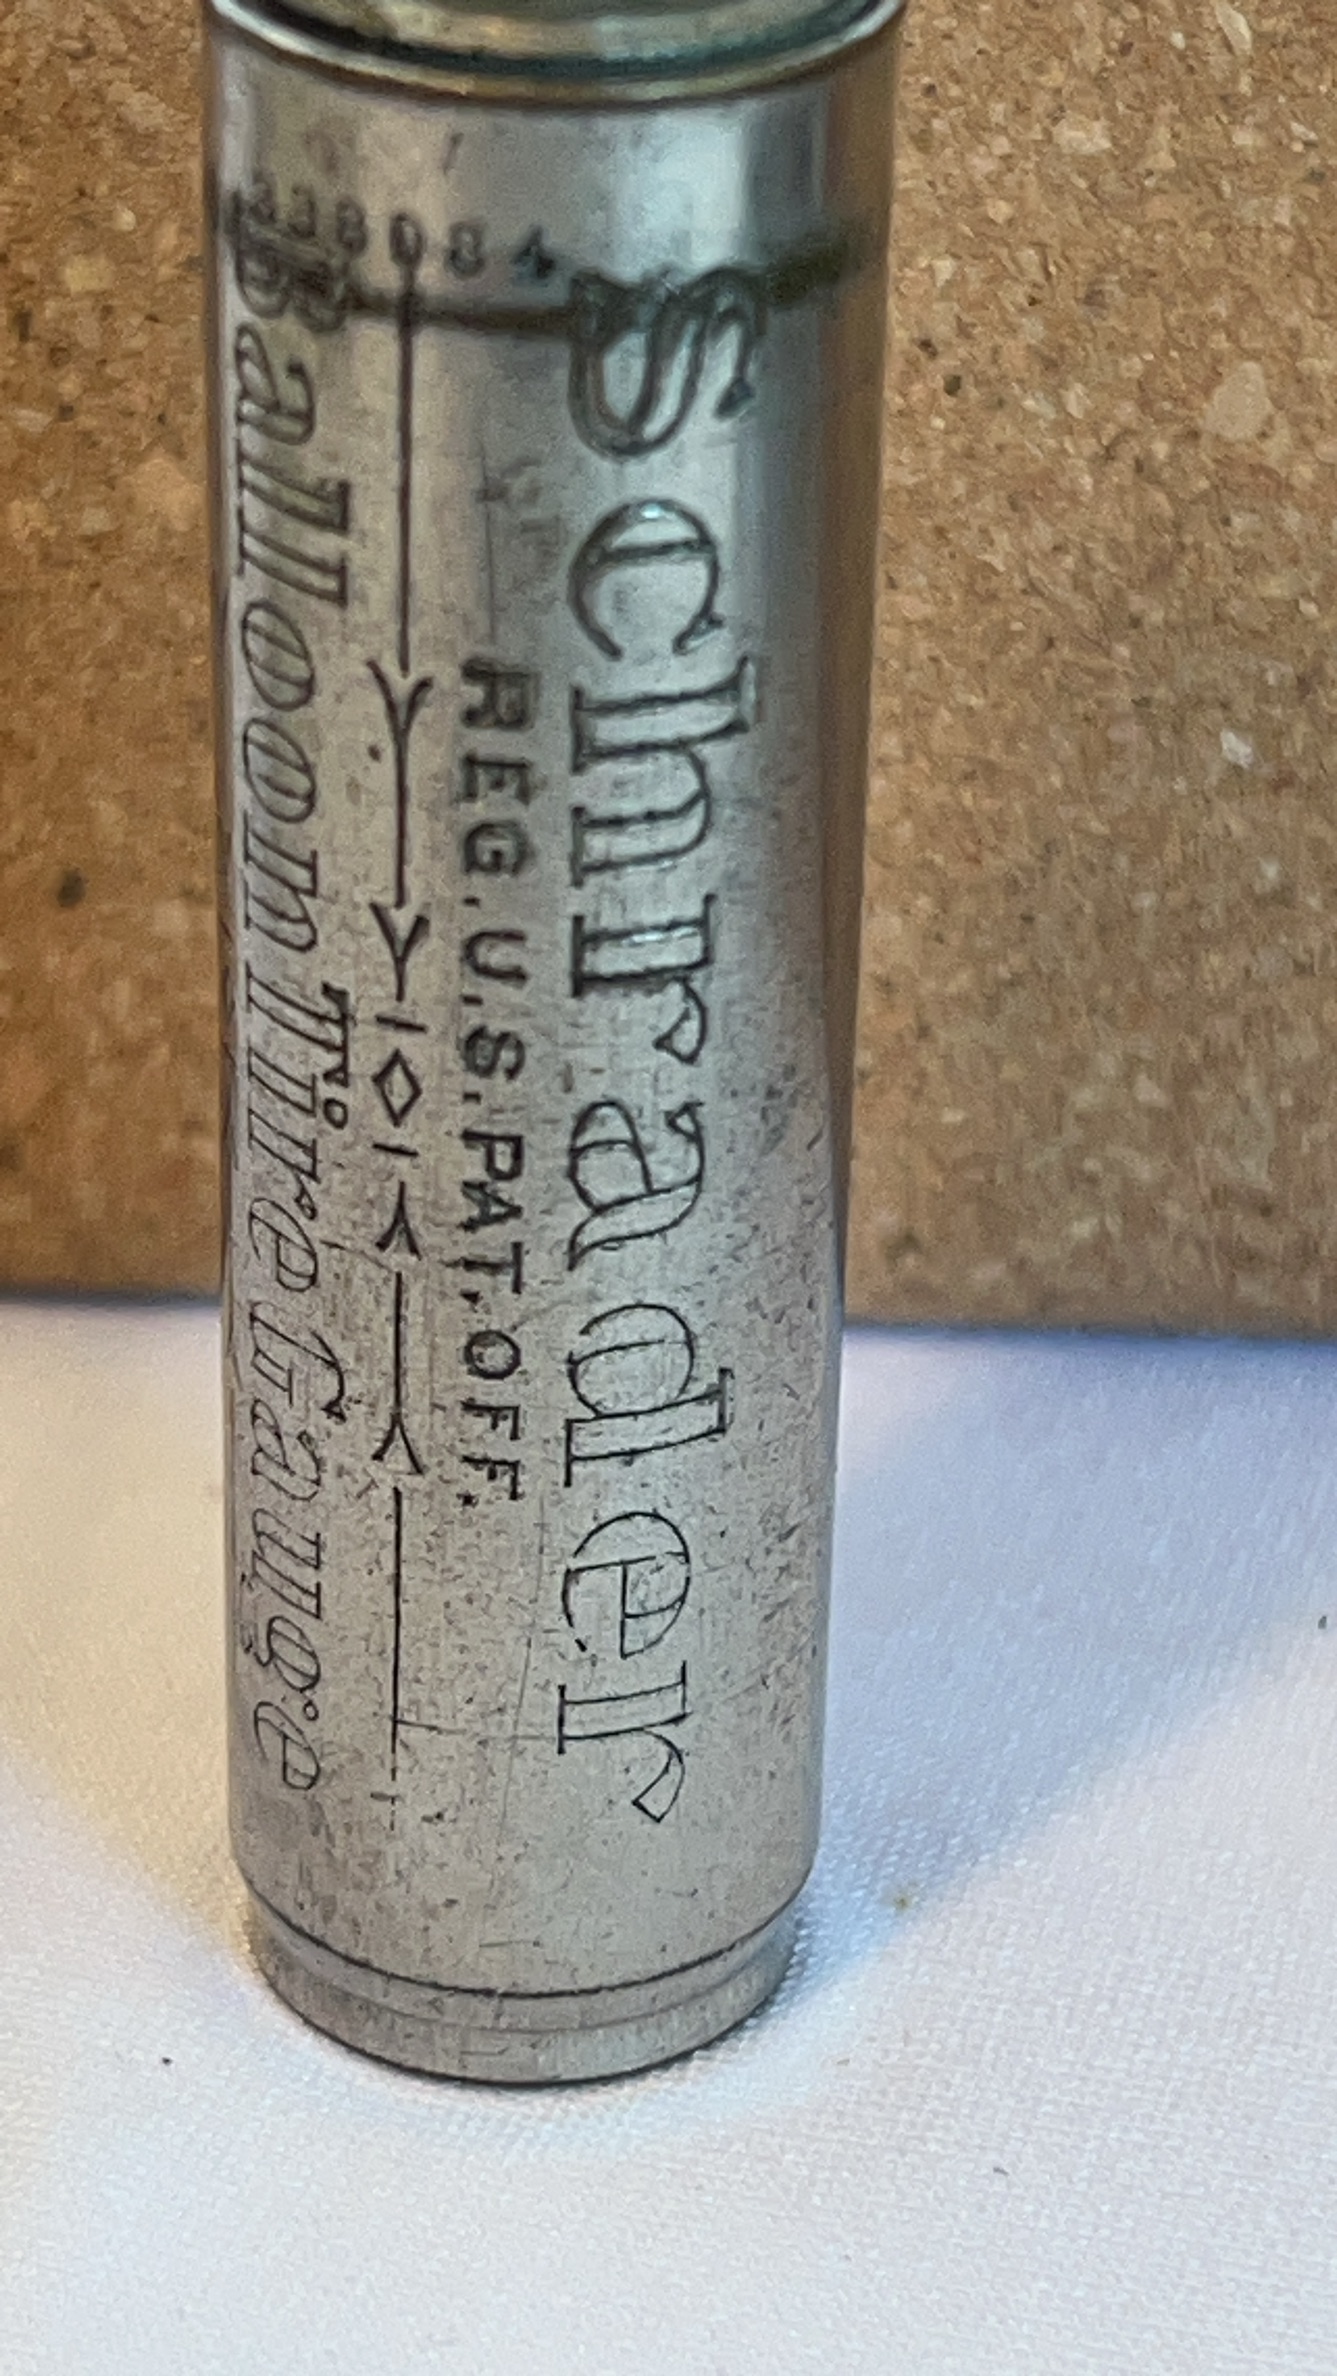 Schrader
REG. U.S. PAT. OFF.
Balloon Tire Gauge